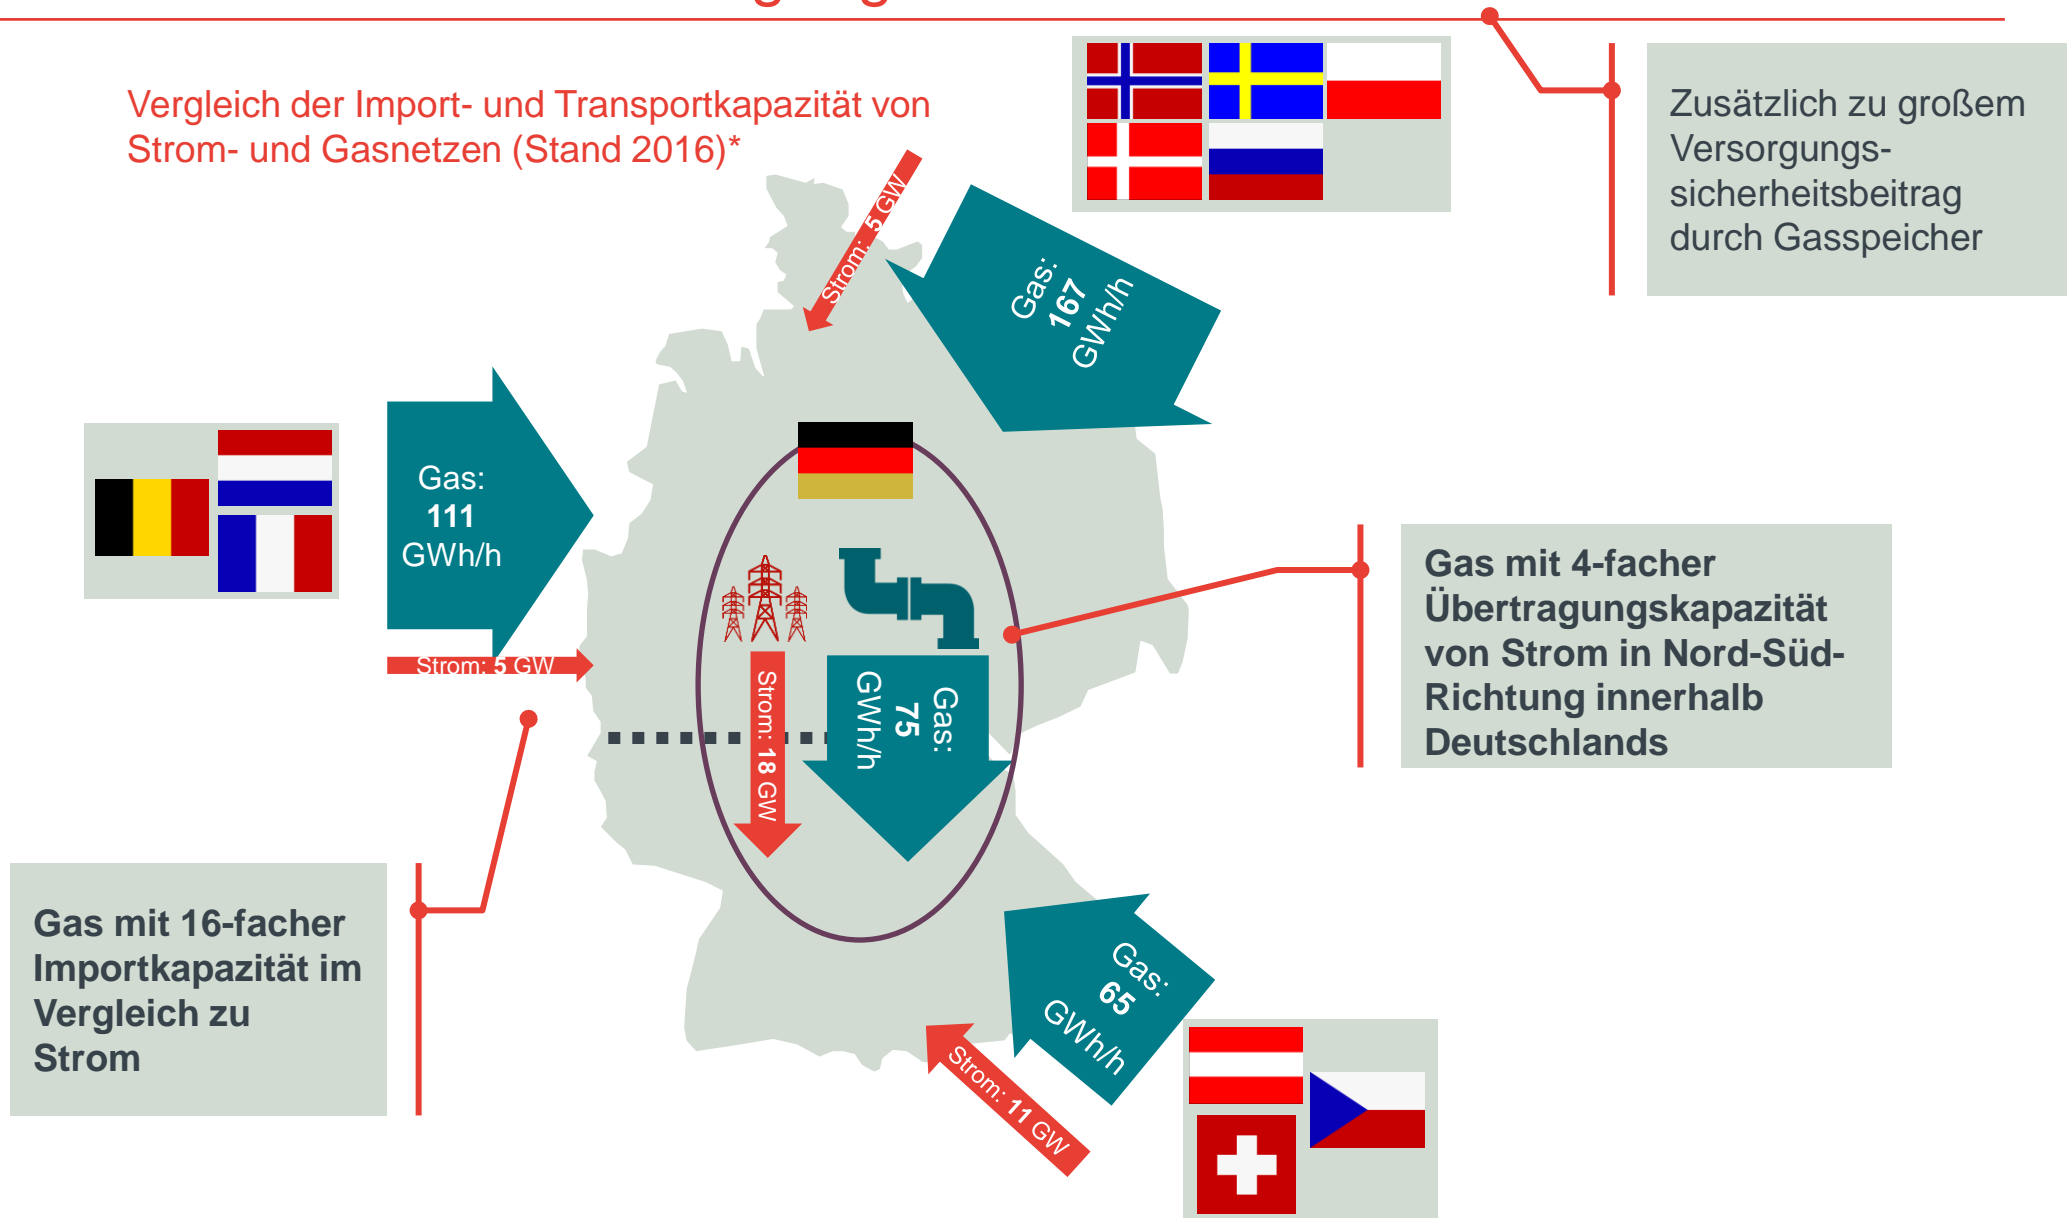 Vergleich der Import- und Transportkapazität von
Strom- und Gasnetzen (Stand 2016)*
Zusätzlich zu großem
Versorgungs-
sicherheitsbeitrag
durch Gasspeicher
Strom: 5 GW
Gas:
167
GWh/h
Gas:
111
GWh/h
Strom: 5 GW
Strom: 18 GW
Gas:
75
GWh/h
Gas mit 4-facher
Übertragungskapazität
von Strom in Nord-Süd-
Richtung innerhalb
Deutschlands
Gas mit 16-facher
Importkapazität im
Vergleich zu
Strom
Gas:
65
GWh/h
Strom: 11 GW